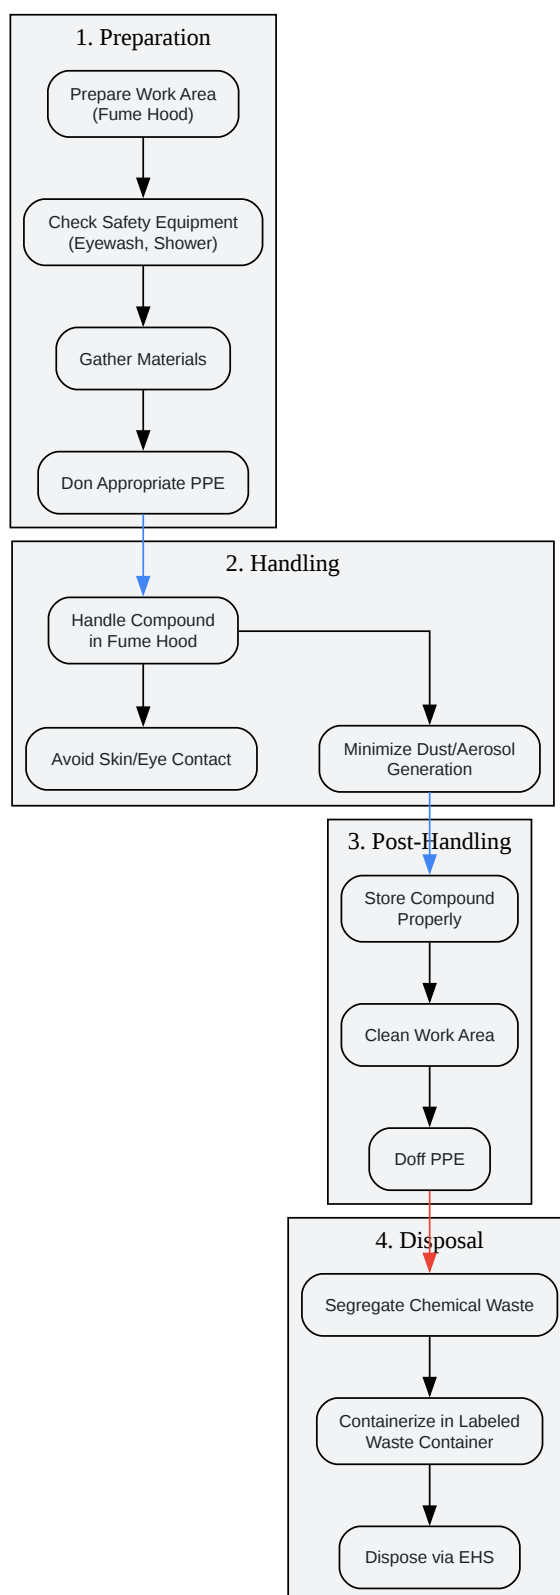 1. Preparation
Prepare Work Area
(Fume Hood)
Check Safety Equipment
(Eyewash, Shower)
Gather Materials
Don Appropriate PPE
2. Handling
Handle Compound
in Fume Hood
Avoid Skin/Eye Contact
Minimize Dust/Aerosol
Generation
3. Post-Handling
Store Compound
Properly
Clean Work Area
Doff PPE
4. Disposal
Segregate Chemical Waste
Containerize in Labeled
Waste Container
Dispose via EHS